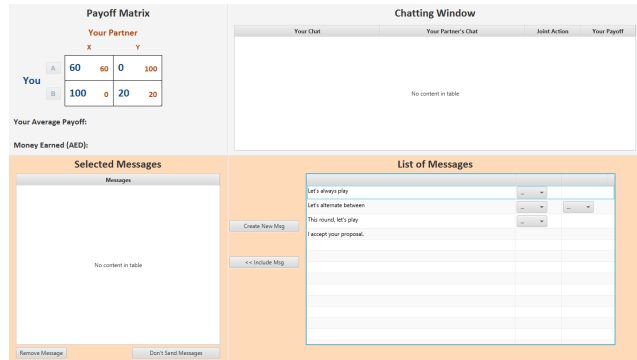 Payoff Matrix
Your Partner
X Y
You
A 60 60 0 100
B 100 0 20 20
Your Average Payoff:
Money Earned (AED):
Chatting Window
Your Chat Your Partner's Chat Joint Action Your Payoff
No content in table
Selected Messages
Messages
No content in table
Remove Message Don't Send Messages
Create New Msg
<< Include Msg
List of Messages
Let's always play ...
Let's alternate between ... ...
This round, let's play ...
I accept your proposal.